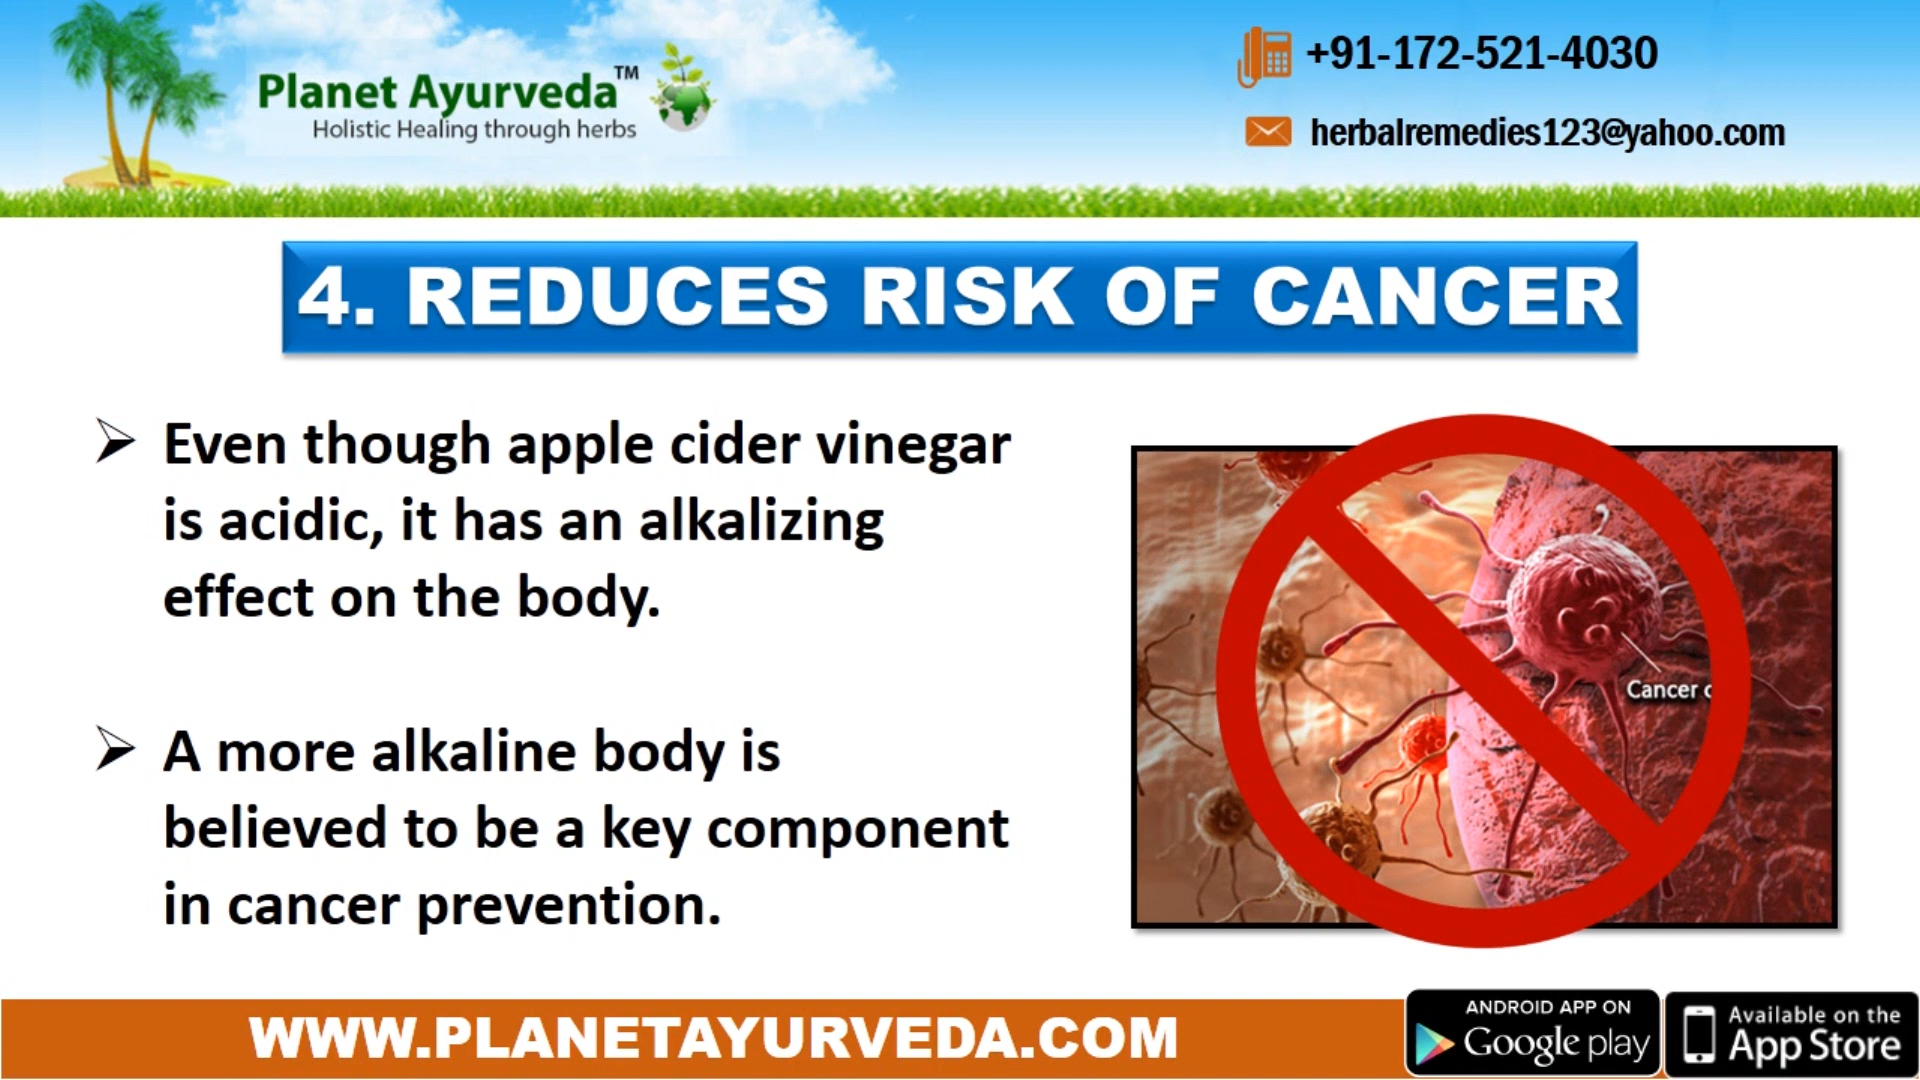 Planet Ayurveda™
Holistic Healing through herbs
+91-172-521-4030
herbalremedies123@yahoo.com
4. REDUCES RISK OF CANCER
➢ Even though apple cider vinegar
is acidic, it has an alkalizing
effect on the body.
➢ A more alkaline body is
believed to be a key component
in cancer prevention.
Cancer c
WWW.PLANETAYURVEDA.COM
ANDROID APP ON
Google play
Available on the
App Store